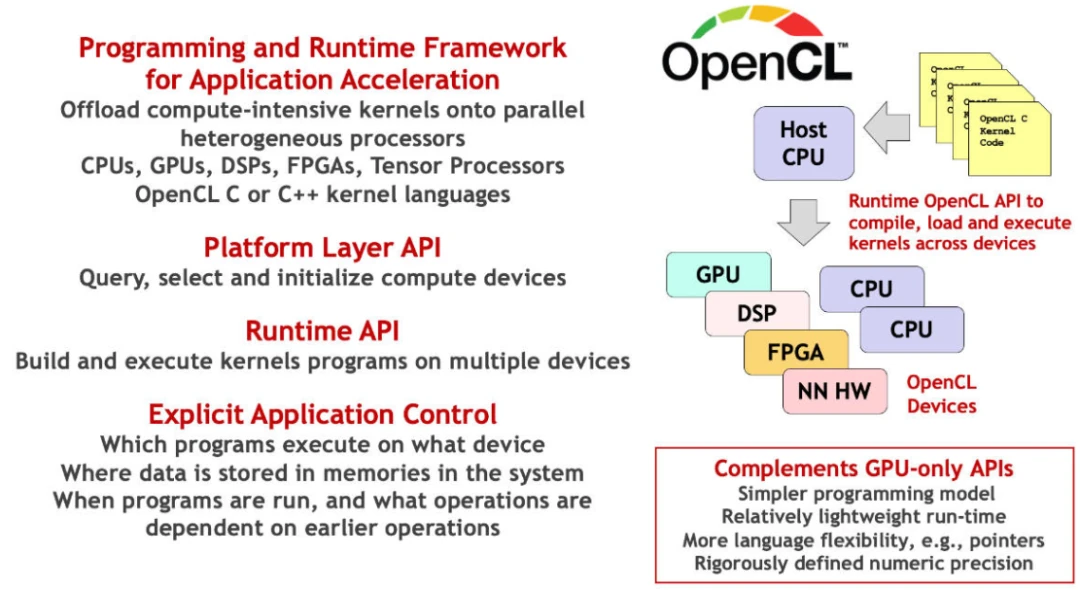 Programming and Runtime Framework
for Application Acceleration
Offload compute-intensive kernels onto parallel
heterogeneous processors
CPUs, GPUs, DSPs, FPGAs, Tensor Processors
OpenCL C or C++ kernel languages
Platform Layer API
Query, select and initialize compute devices
Runtime API
Build and execute kernels programs on multiple devices
Explicit Application Control
Which programs execute on what device
Where data is stored in memories in the system
When programs are run, and what operations are
dependent on earlier operations
OpenCL™
Host
CPU
OpenCL C
Kernel
Code
Runtime OpenCL API to
compile, load and execute
kernels across devices
GPU
DSP
FPGA
NN HW
CPU
CPU
OpenCL
Devices
Complements GPU-only APIs
Simpler programming model
Relatively lightweight run-time
More language flexibility, e.g., pointers
Rigorously defined numeric precision